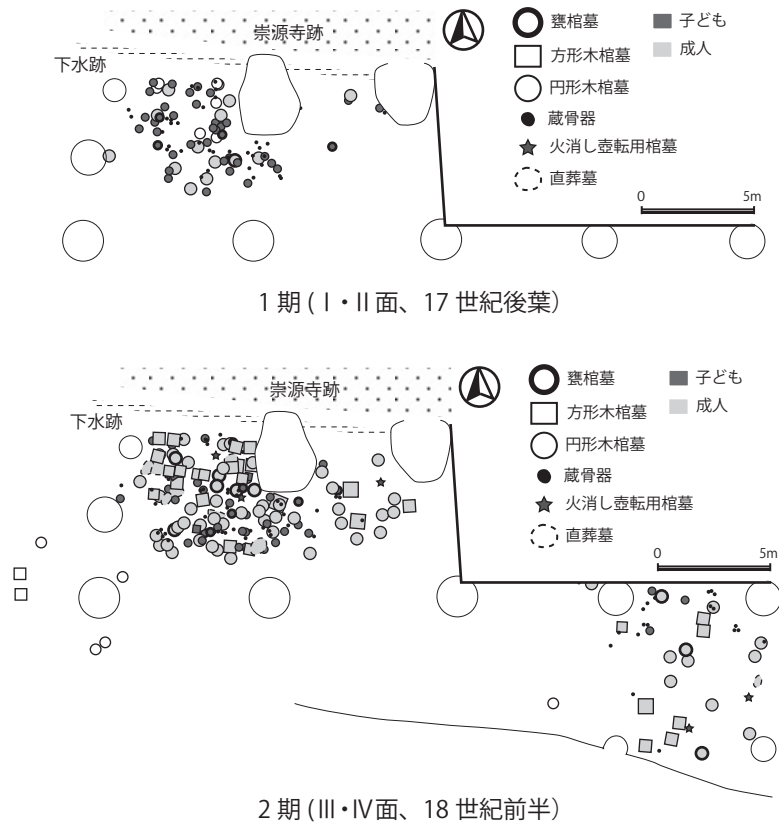 崇源寺跡
下水跡
甕棺墓
方形木棺墓
円形木棺墓
蔵骨器
火消し壺転用棺墓
直葬墓
子ども
成人
0 5m
1 期 ( Ⅰ・Ⅱ 面、17 世紀後葉)
崇源寺跡
下水跡
甕棺墓
方形木棺墓
円形木棺墓
蔵骨器
火消し壺転用棺墓
直葬墓
子ども
成人
0 5m
2 期 (Ⅲ・Ⅳ 面、18 世紀前半)